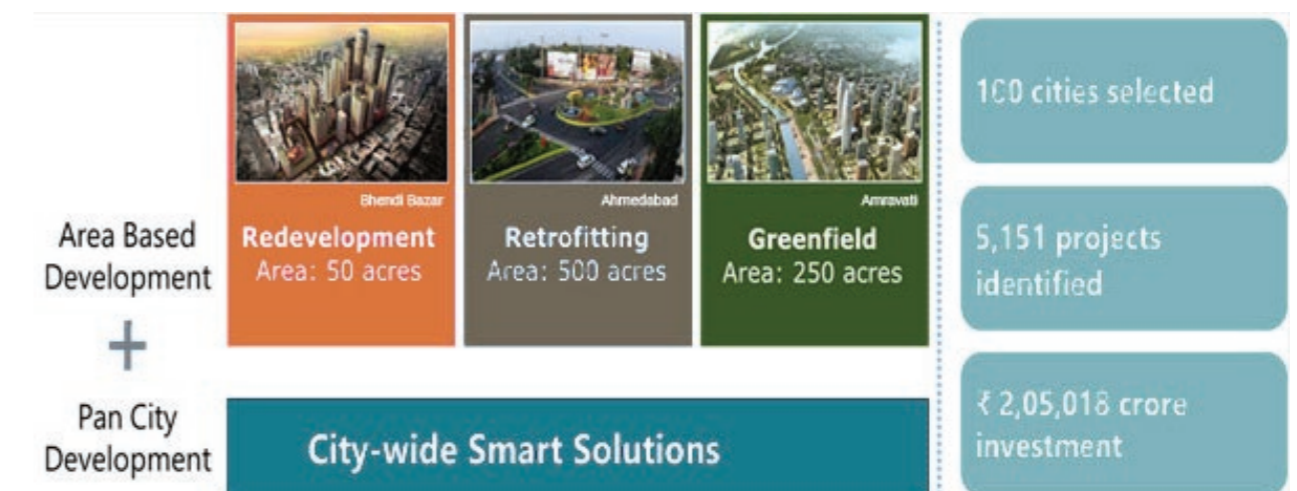 Bhendi Bazar
Redevelopment
Area: 50 acres
Ahmedabad
Retrofitting
Area: 500 acres
Amravati
Greenfield
Area: 250 acres
Area Based
Development
+
Pan City
Development
City-wide Smart Solutions
100 cities selected
5,151 projects
identified
₹ 2,05,018 crore
investment